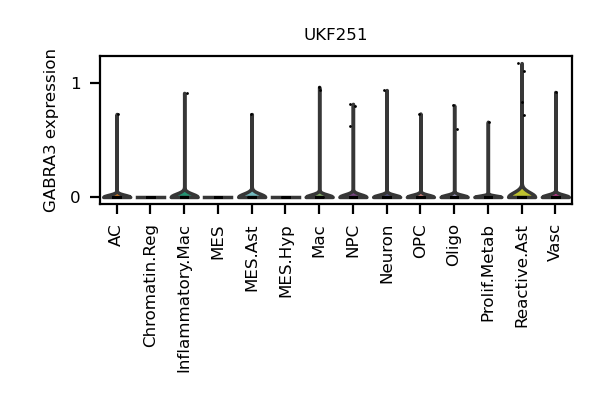 UKF251
GABRA3 expression
1
0
AC
Chromatin.Reg
Inflammatory.Mac
MES
MES.Ast
MES.Hyp
Mac
NPC
Neuron
OPC
Oligo
Prolif.Metab
Reactive.Ast
Vasc